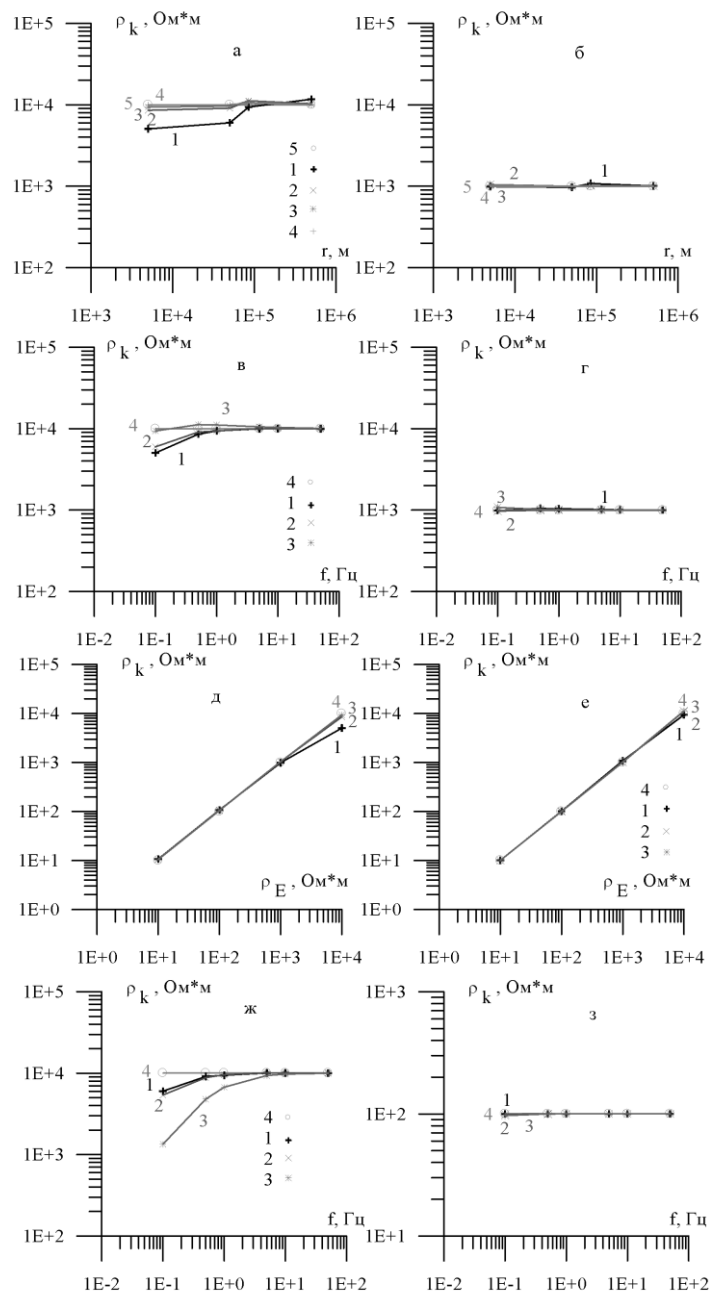 ρ k , Ом*м
а
1E+5
1E+4
1E+3
1E+2
5 4
3 2
1
5
1
2
3
4
r, м
1E+3 1E+4 1E+5 1E+6
ρ k , Ом*м
б
1E+5
1E+4
1E+3
1E+2
5 2 1
4 3
r, м
1E+3 1E+4 1E+5 1E+6
ρ k , Ом*м
в
1E+5
1E+4
1E+3
1E+2
4 3
2 1
4
1
2
3
f, Гц
1E-2 1E-1 1E+0 1E+1 1E+2
ρ k , Ом*м
г
1E+5
1E+4
1E+3
1E+2
3 1
4 2
f, Гц
1E-2 1E-1 1E+0 1E+1 1E+2
ρ k , Ом*м
д
1E+5
1E+4
1E+3
1E+2
1E+1
1E+0
4 3
2
1
ρ E , Ом*м
1E+0 1E+1 1E+2 1E+3 1E+4
ρ k , Ом*м
е
1E+5
1E+4
1E+3
1E+2
1E+1
1E+0
4 3
2
1
4
1
2
3
ρ E , Ом*м
1E+0 1E+1 1E+2 1E+3 1E+4
ρ k , Ом*м
ж
1E+5
1E+4
1E+3
1E+2
4
1
2
3
4
1
2
3
f, Гц
1E-2 1E-1 1E+0 1E+1 1E+2
ρ k , Ом*м
з
1E+3
1E+2
1E+1
1
4
2 3
f, Гц
1E-2 1E-1 1E+0 1E+1 1E+2